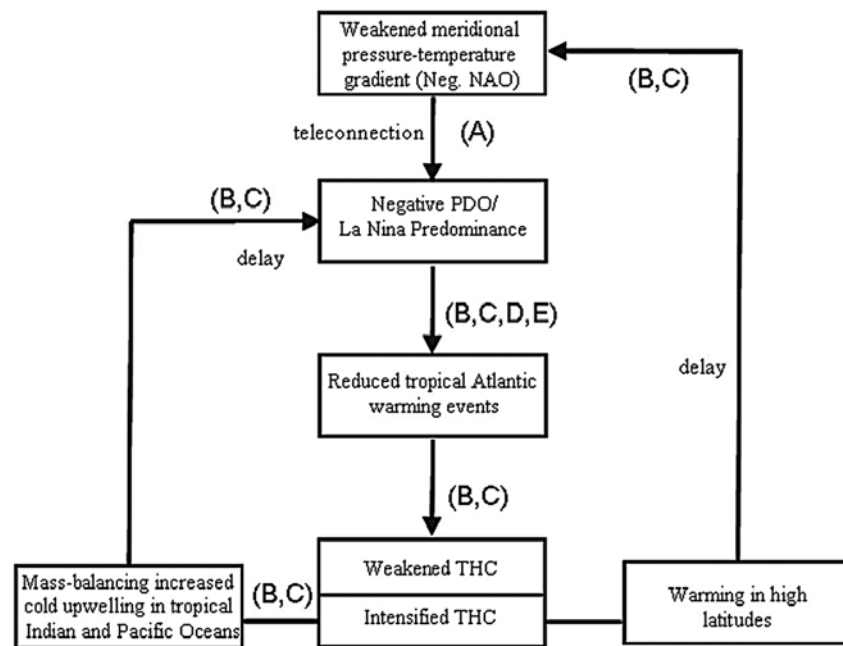 Weakened meridional
pressure-temperature
gradient (Neg. NAO)
(B,C)
teleconnection
(A)
(B,C)
Negative PDO/
La Nina Predominance
delay
(B,C,D,E)
Reduced tropical Atlantic
warming events
delay
(B,C)
Weakened THC
Mass-balancing increased
cold upwelling in tropical
Indian and Pacific Oceans
(B,C)
Intensified THC
Warming in high
latitudes